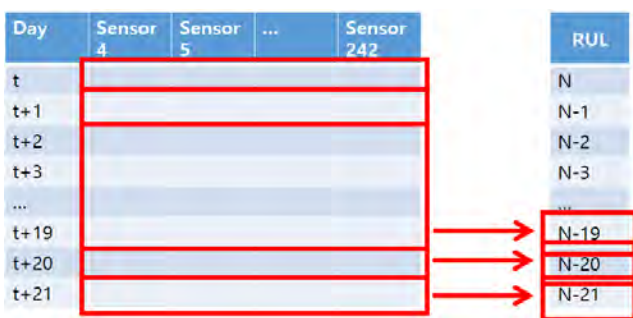 Day Sensor 4 Sensor 5 ... Sensor 242 RUL
t N
t+1 N-1
t+2 N-2
t+3 N-3
... ...
t+19 N-19
t+20 N-20
t+21 N-21